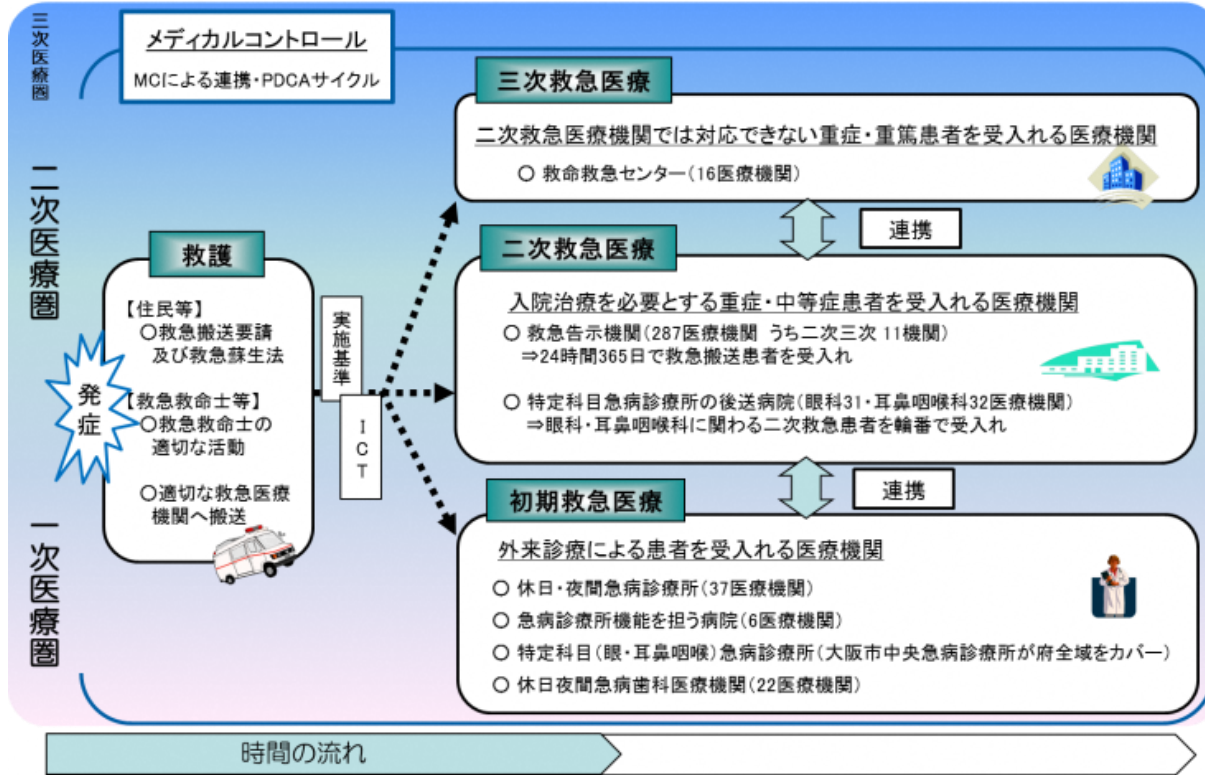 三次医療圏
メディカルコントロール
MCによる連携・PDCAサイクル
三次救急医療
二次救急医療機関では対応できない重症・重篤患者を受入れる医療機関
○ 救命救急センター(16医療機関)
連携
二次医療圏
救護
【住民等】
○救急搬送要請
及び救急蘇生法
【救急救命士等】
○救急救命士の
適切な活動
○適切な救急医療
機関へ搬送
発症
実施基準
ICT
二次救急医療
入院治療を必要とする重症・中等症患者を受入れる医療機関
○ 救急告示機関(287医療機関 うち二次三次 11機関)
⇒24時間365日で救急搬送患者を受入れ
○ 特定科目急病診療所の後送病院(眼科31・耳鼻咽喉科32医療機関)
⇒眼科・耳鼻咽喉科に関わる二次救急患者を輪番で受入れ
連携
一次医療圏
初期救急医療
外来診療による患者を受入れる医療機関
○ 休日・夜間急病診療所(37医療機関)
○ 急病診療所機能を担う病院(6医療機関)
○ 特定科目(眼・耳鼻咽喉)急病診療所(大阪市中央急病診療所が府全域をカバー)
○ 休日夜間急病歯科医療機関(22医療機関)
時間の流れ